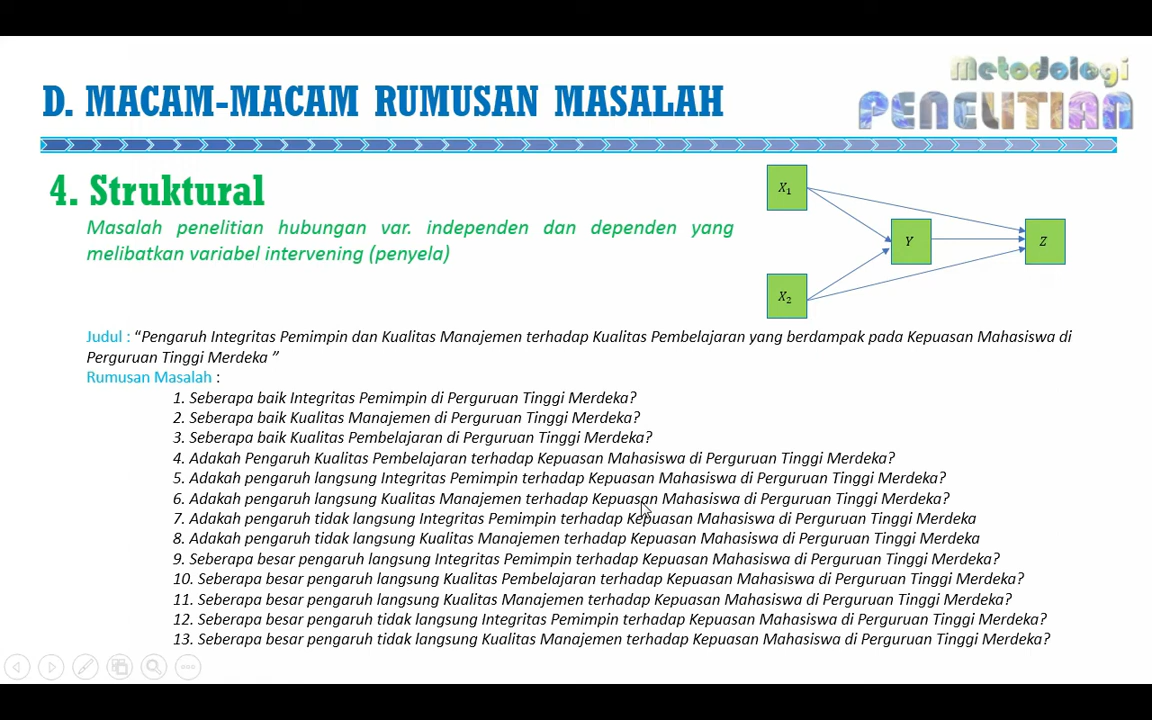 Metodologi
PENELITIAN
D. MACAM-MACAM RUMUSAN MASALAH
4. Struktural
Masalah penelitian hubungan var. independen dan dependen yang
melibatkan variabel intervening (penyela)
X1
Y
Z
X2
Judul : “Pengaruh Integritas Pemimpin dan Kualitas Manajemen terhadap Kualitas Pembelajaran yang berdampak pada Kepuasan Mahasiswa di
Perguruan Tinggi Merdeka ”
Rumusan Masalah :
1. Seberapa baik Integritas Pemimpin di Perguruan Tinggi Merdeka?
2. Seberapa baik Kualitas Manajemen di Perguruan Tinggi Merdeka?
3. Seberapa baik Kualitas Pembelajaran di Perguruan Tinggi Merdeka?
4. Adakah Pengaruh Kualitas Pembelajaran terhadap Kepuasan Mahasiswa di Perguruan Tinggi Merdeka?
5. Adakah pengaruh langsung Integritas Pemimpin terhadap Kepuasan Mahasiswa di Perguruan Tinggi Merdeka?
6. Adakah pengaruh langsung Kualitas Manajemen terhadap Kepuasan Mahasiswa di Perguruan Tinggi Merdeka?
7. Adakah pengaruh tidak langsung Integritas Pemimpin terhadap Kepuasan Mahasiswa di Perguruan Tinggi Merdeka
8. Adakah pengaruh tidak langsung Kualitas Manajemen terhadap Kepuasan Mahasiswa di Perguruan Tinggi Merdeka
9. Seberapa besar pengaruh langsung Integritas Pemimpin terhadap Kepuasan Mahasiswa di Perguruan Tinggi Merdeka?
10. Seberapa besar pengaruh langsung Kualitas Pembelajaran terhadap Kepuasan Mahasiswa di Perguruan Tinggi Merdeka?
11. Seberapa besar pengaruh langsung Kualitas Manajemen terhadap Kepuasan Mahasiswa di Perguruan Tinggi Merdeka?
12. Seberapa besar pengaruh tidak langsung Integritas Pemimpin terhadap Kepuasan Mahasiswa di Perguruan Tinggi Merdeka?
13. Seberapa besar pengaruh tidak langsung Kualitas Manajemen terhadap Kepuasan Mahasiswa di Perguruan Tinggi Merdeka?